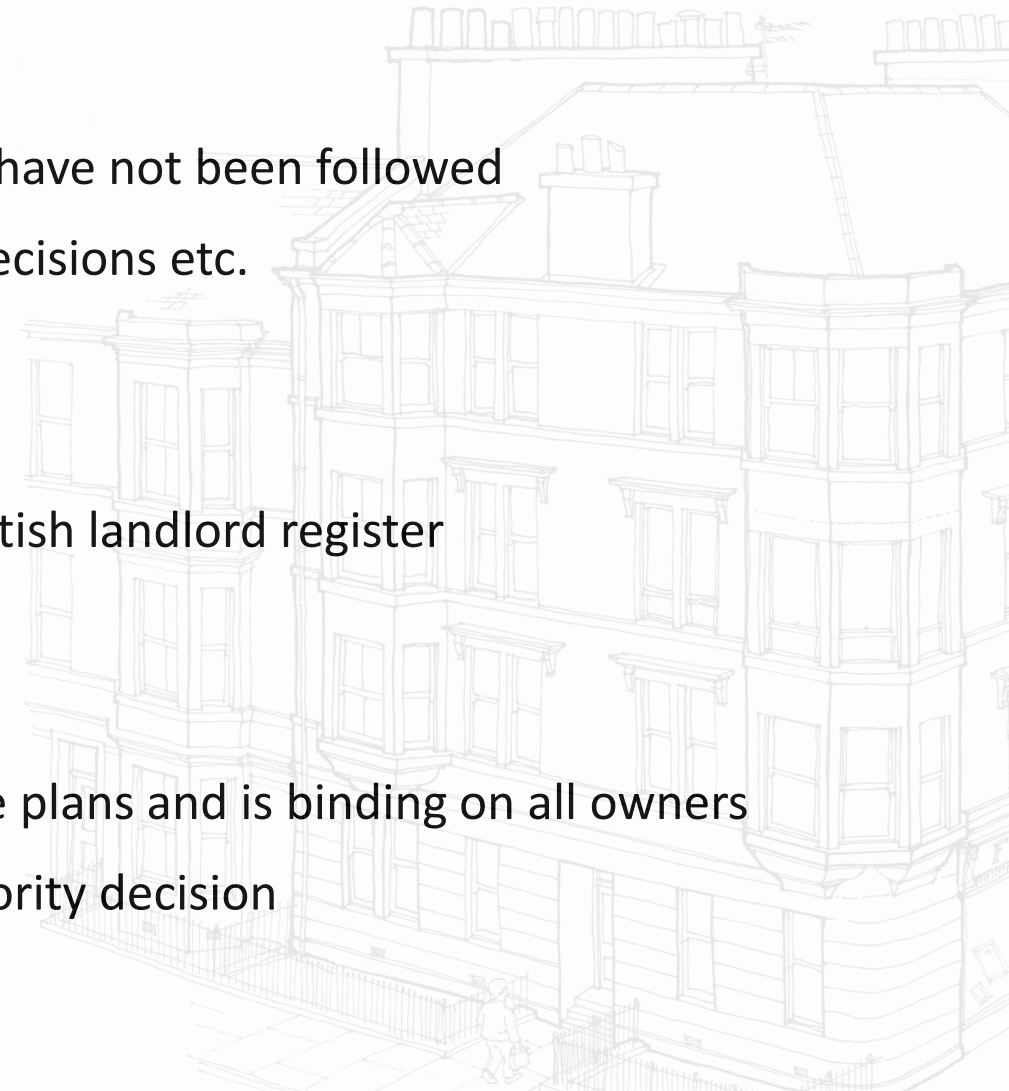 have not been followed
ecisions etc.
tish landlord register
e plans and is binding on all owners
ority decision